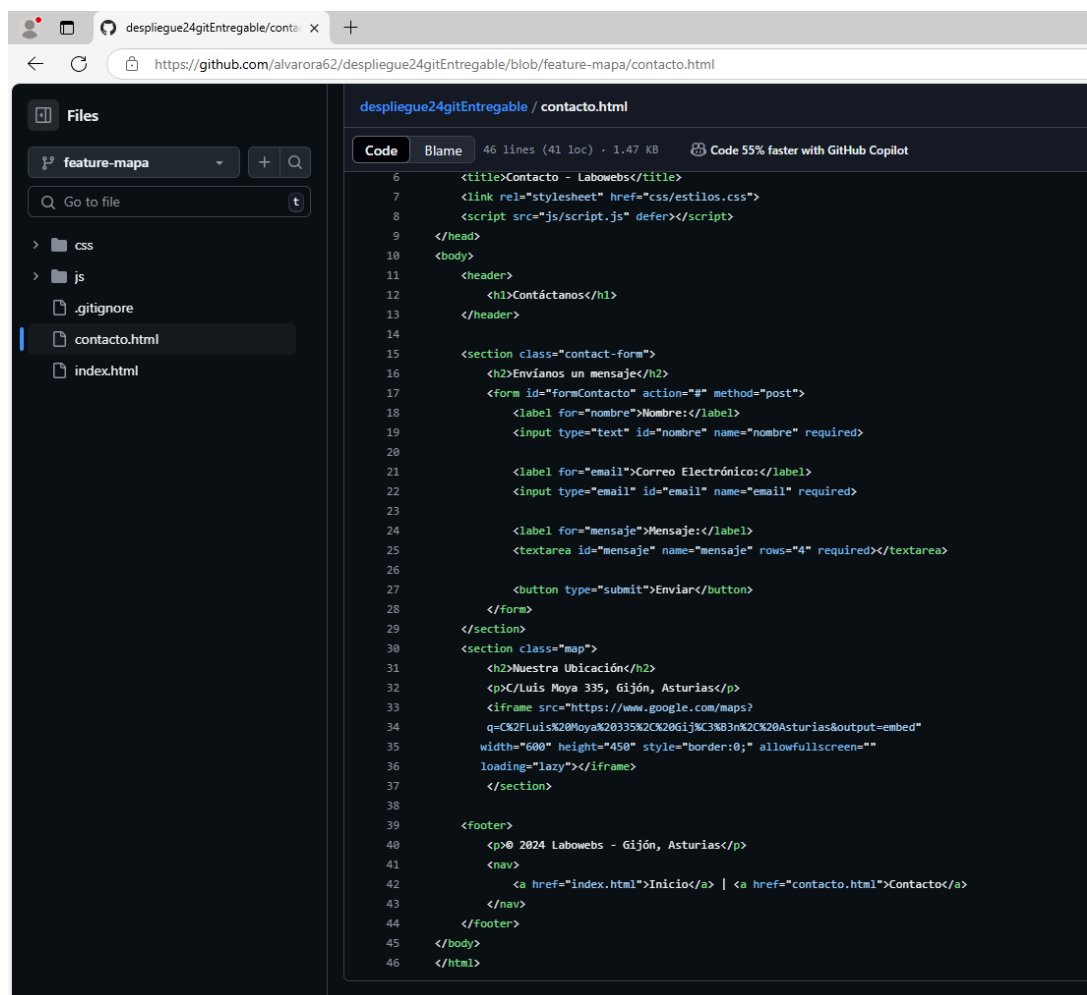 despliegue24gitEntregable/conta
https://github.com/alvarora62/despliegue24gitEntregable/blob/feature-mapa/contacto.html
Files
feature-mapa
Go to file
t
css
js
.gitignore
contacto.html
index.html
despliegue24gitEntregable / contacto.html
Code Blame 46 lines (41 loc) · 1.47 KB Code 55% faster with GitHub Copilot
6 <title>Contacto - Labowebs</title>
7 <link rel="stylesheet" href="css/estilos.css">
8 <script src="js/script.js" defer></script>
9 </head>
10 <body>
11 <header>
12 <h1>Contáctanos</h1>
13 </header>
14
15 <section class="contact-form">
16 <h2>Envíanos un mensaje</h2>
17 <form id="formContacto" action="#" method="post">
18 <label for="nombre">Nombre:</label>
19 <input type="text" id="nombre" name="nombre" required>
20
21 <label for="email">Correo Electrónico:</label>
22 <input type="email" id="email" name="email" required>
23
24 <label for="mensaje">Mensaje:</label>
25 <textarea id="mensaje" name="mensaje" rows="4" required></textarea>
26
27 <button type="submit">Enviar</button>
28 </form>
29 </section>
30 <section class="map">
31 <h2>Nuestra Ubicación</h2>
32 <p>C/Luis Moya 335, Gijón, Asturias</p>
33 <iframe src="https://www.google.com/maps?
34 q=C%2FLuis%20Moya%20335%2C%20Gij%C3%B3n%2C%20Asturias&output=embed"
35 width="600" height="450" style="border:0;" allowfullscreen=""
36 loading="lazy"></iframe>
37 </section>
38
39 <footer>
40 <p>© 2024 Labowebs - Gijón, Asturias</p>
41 <nav>
42 <a href="index.html">Inicio</a> | <a href="contacto.html">Contacto</a>
43 </nav>
44 </footer>
45 </body>
46 </html>